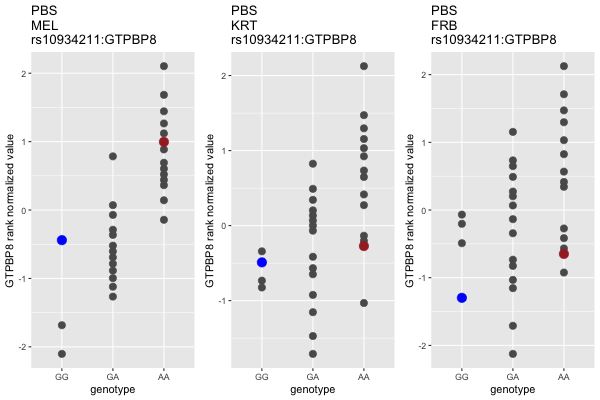 PBS
MEL
rs10934211:GTPBP8
GTPBP8 rank normalized value
2
1
0
-1
-2
GG GA AA
genotype
PBS
KRT
rs10934211:GTPBP8
GTPBP8 rank normalized value
2
1
0
-1
GG GA AA
genotype
PBS
FRB
rs10934211:GTPBP8
GTPBP8 rank normalized value
2
1
0
-1
-2
GG GA AA
genotype